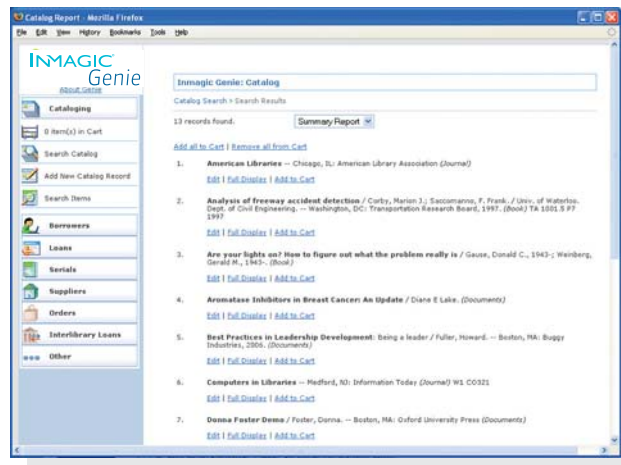 Catalog Report - Mozilla Firefox
File Edit View History Bookmarks Tools Help
INMAGIC
Genie
About Genie
Cataloging
0 item(s) in Cart
Search Catalog
Add New Catalog Record
Search Items
Borrowers
Loans
Serials
Suppliers
Orders
Interlibrary Loans
Other
Inmagic Genie: Catalog
Catalog Search > Search Results
13 records found. Summary Report
Add all to Cart | Remove all from Cart
1. American Libraries -- Chicago, IL: American Library Association (Journal)
Edit | Full Display | Add to Cart
2. Analysis of freeway accident detection / Corby, Marion J.; Saccomanno, F. Frank. / Univ. of Waterloo.
Dept. of Civil Engineering. -- Washington, DC: Transportation Research Board, 1997. (Book) TA 1001.5 P7
1997
Edit | Full Display | Add to Cart
3. Are your lights on? How to figure out what the problem really is / Gause, Donald C., 1943-; Weinberg,
Gerald M., 1943-. (Book)
Edit | Full Display | Add to Cart
4. Aromatase Inhibitors in Breast Cancer: An Update / Diane E Lake. (Documents)
Edit | Full Display | Add to Cart
5. Best Practices in Leadership Development: Being a leader / Fuller, Howard. -- Boston, MA: Buggy
Industries, 2006. (Documents)
Edit | Full Display | Add to Cart
6. Computers in Libraries -- Medford, NJ: Information Today (Journal) W1 CO321
Edit | Full Display | Add to Cart
7. Donna Foster Demo / Foster, Donna. -- Boston, MA: Oxford University Press (Documents)
Edit | Full Display | Add to Cart